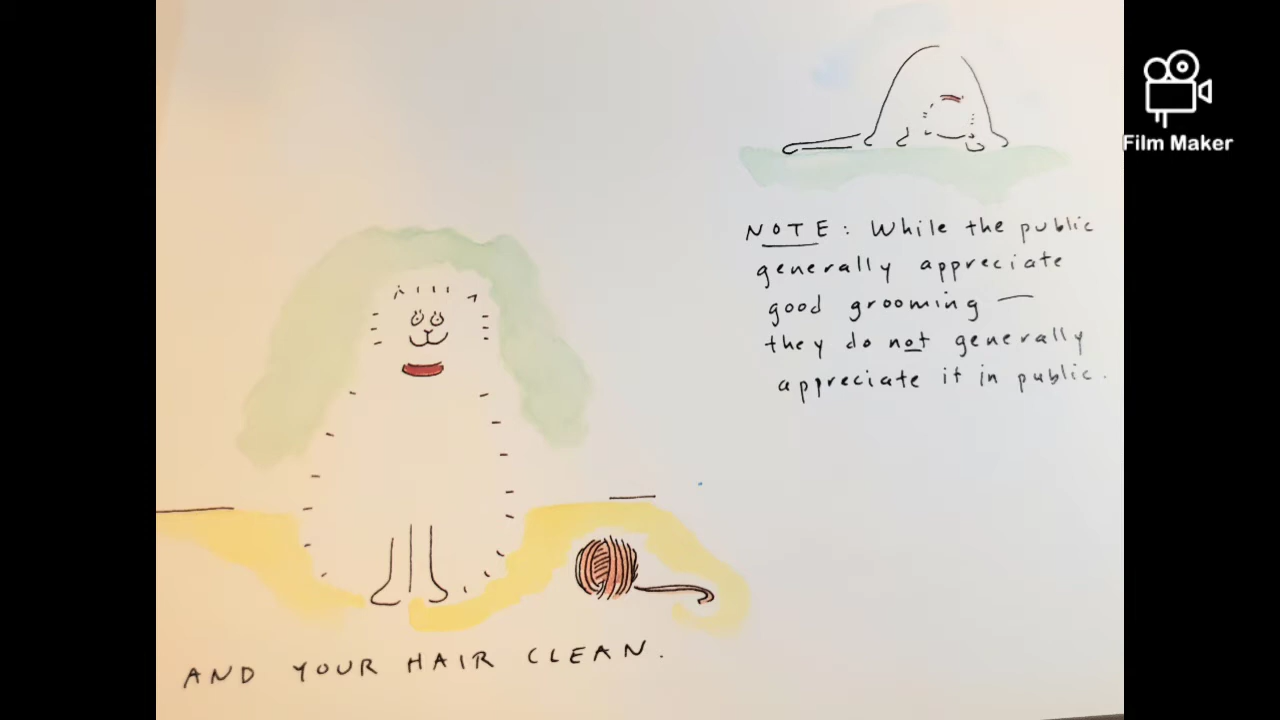 NOTE: While the public
generally appreciate
good grooming —
they do not generally
appreciate it in public.
AND YOUR HAIR CLEAN.
Film Maker